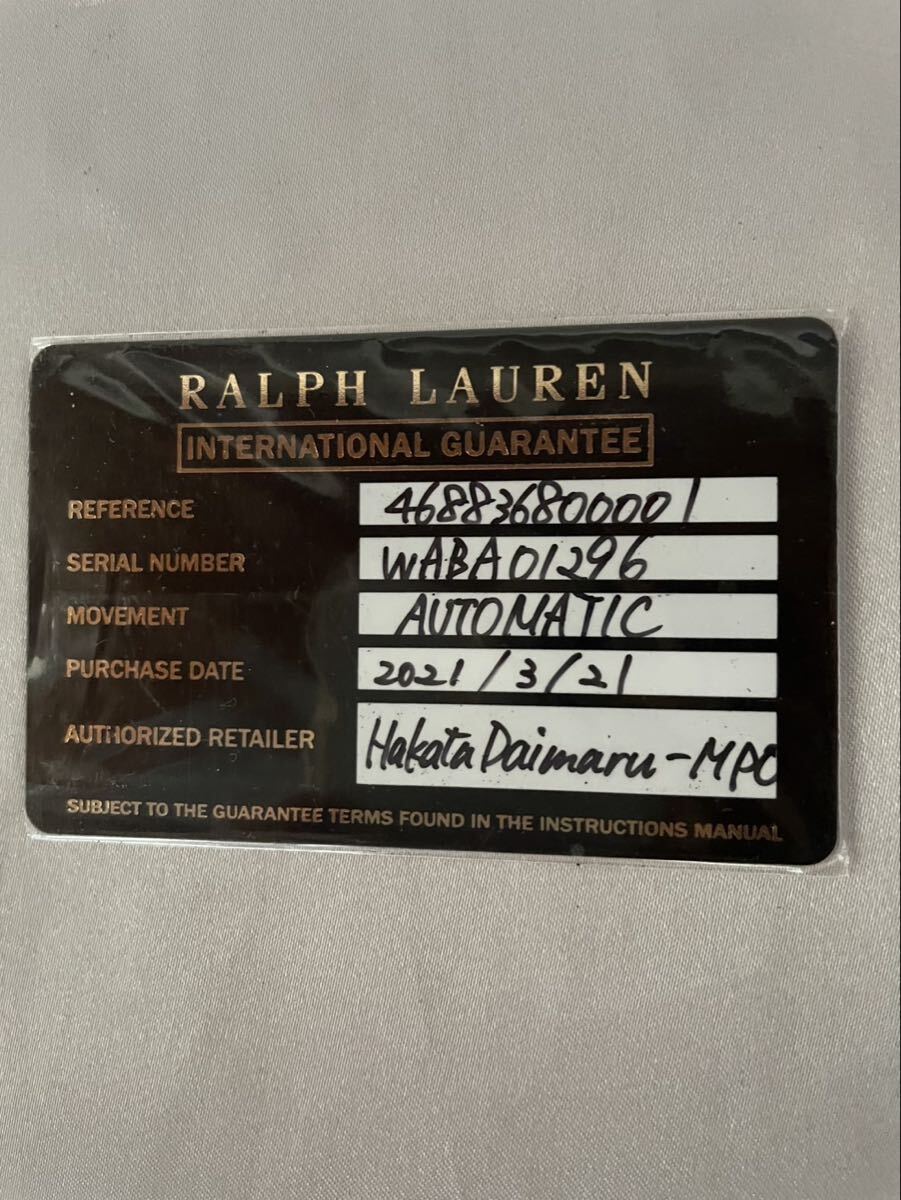 RALPH LAUREN
INTERNATIONAL GUARANTEE
REFERENCE 468836800001
SERIAL NUMBER WABA01296
MOVEMENT AUTOMATIC
PURCHASE DATE 2021/3/21
AUTHORIZED RETAILER Hakata Daimaru-MPC
SUBJECT TO THE GUARANTEE TERMS FOUND IN THE INSTRUCTIONS MANUAL